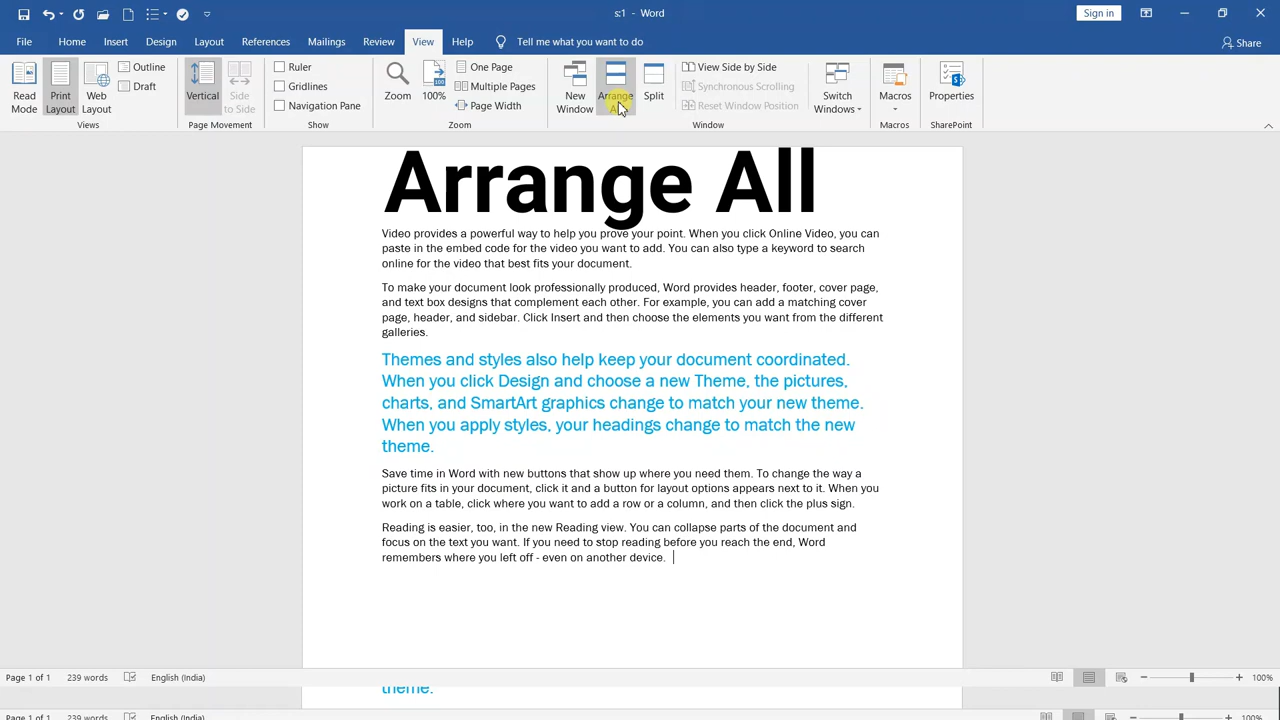 s:1 - Word
Sign in
File Home Insert Design Layout References Mailings Review View Help Tell me what you want to do
Share
Read Mode
Print Layout
Web Layout
Outline
Draft
Views
Vertical
Side to Side
Page Movement
Ruler
Gridlines
Navigation Pane
Show
Zoom
100
100%
One Page
Multiple Pages
Page Width
Zoom
New Window
Arrange
Split
View Side by Side
Synchronous Scrolling
Reset Window Position
Window
Switch Windows
Macros
Macros
Properties
SharePoint
Arrange All
Video provides a powerful way to help you prove your point. When you click Online Video, you can
paste in the embed code for the video you want to add. You can also type a keyword to search
online for the video that best fits your document.
To make your document look professionally produced, Word provides header, footer, cover page,
and text box designs that complement each other. For example, you can add a matching cover
page, header, and sidebar. Click Insert and then choose the elements you want from the different
galleries.
Themes and styles also help keep your document coordinated.
When you click Design and choose a new Theme, the pictures,
charts, and SmartArt graphics change to match your new theme.
When you apply styles, your headings change to match the new
theme.
Save time in Word with new buttons that show up where you need them. To change the way a
picture fits in your document, click it and a button for layout options appears next to it. When you
work on a table, click where you want to add a row or a column, and then click the plus sign.
Reading is easier, too, in the new Reading view. You can collapse parts of the document and
focus on the text you want. If you need to stop reading before you reach the end, Word
remembers where you left off - even on another device.
Page 1 of 1 239 words English (India) 100%
theme.
Page 1 of 1 239 words English (India) 100%